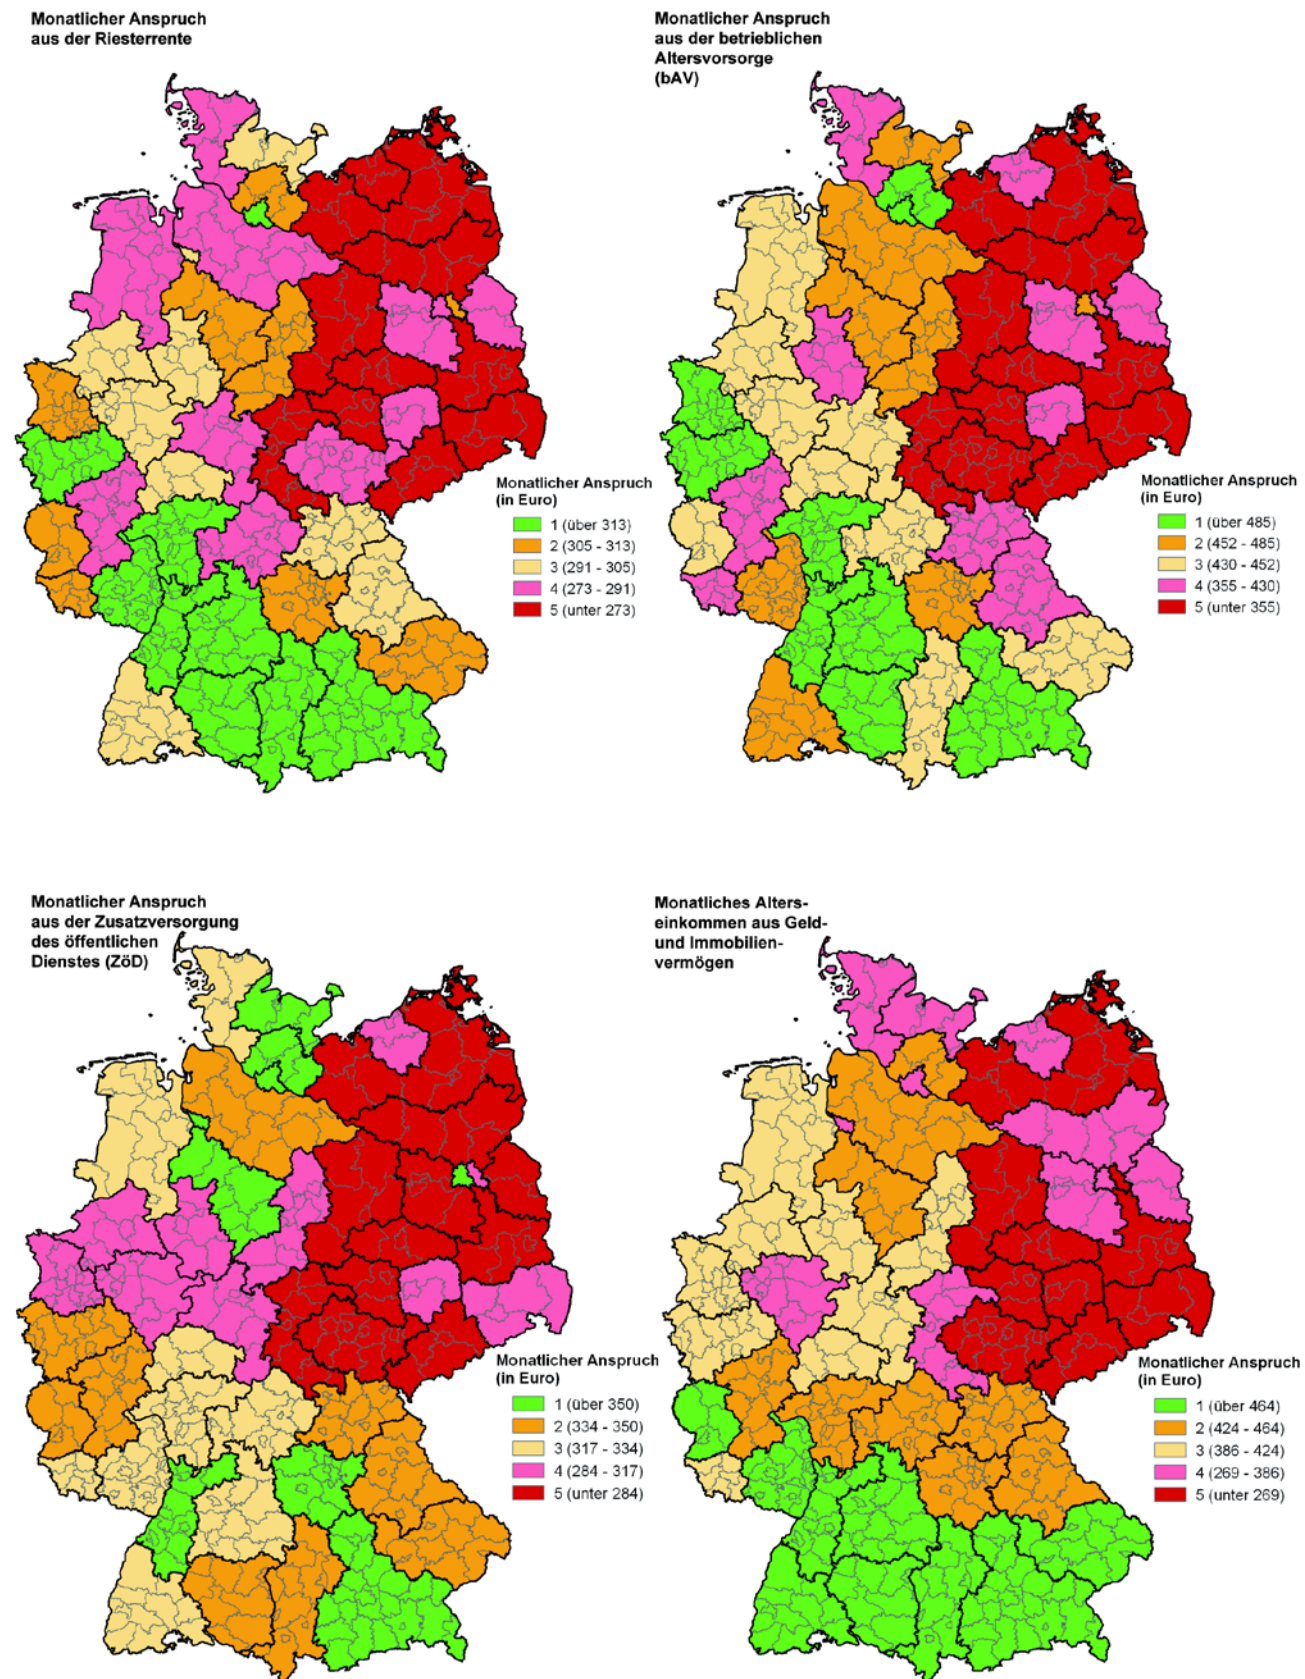 Monatlicher Anspruch
aus der Riesterrente
Monatlicher Anspruch
(in Euro)
1 (über 313)
2 (305 - 313)
3 (291 - 305)
4 (273 - 291)
5 (unter 273)
Monatlicher Anspruch
aus der betrieblichen
Altersvorsorge
(bAV)
Monatlicher Anspruch
(in Euro)
1 (über 485)
2 (452 - 485)
3 (430 - 452)
4 (355 - 430)
5 (unter 355)
Monatlicher Anspruch
aus der Zusatzversorgung
des öffentlichen
Dienstes (ZöD)
Monatlicher Anspruch
(in Euro)
1 (über 350)
2 (334 - 350)
3 (317 - 334)
4 (284 - 317)
5 (unter 284)
Monatliches Alters-
einkommen aus Geld-
und Immobilien-
vermögen
Monatlicher Anspruch
(in Euro)
1 (über 464)
2 (424 - 464)
3 (386 - 424)
4 (269 - 386)
5 (unter 269)